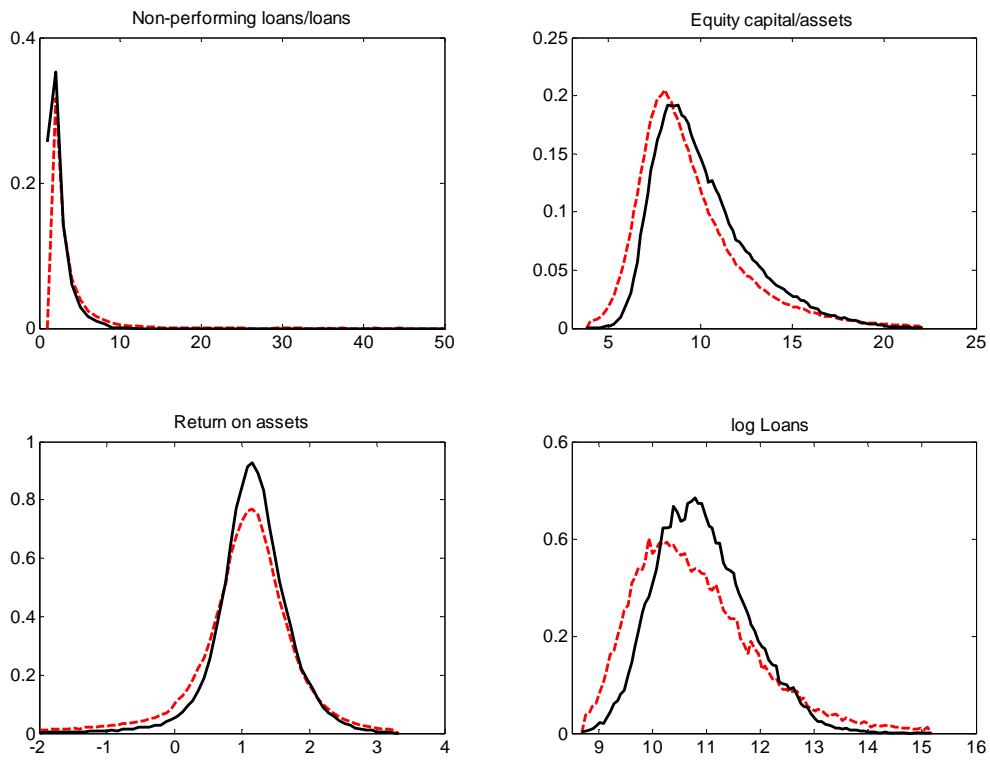 Non-performing loans/loans
0.4
0.2
0
0 10 20 30 40 50
Equity capital/assets
0.25
0.2
0.15
0.1
0.05
0
5 10 15 20 25
Return on assets
1
0.8
0.6
0.4
0.2
0
-2 -1 0 1 2 3 4
log Loans
0.6
0.6
0.2
0
9 10 11 12 13 14 15 16